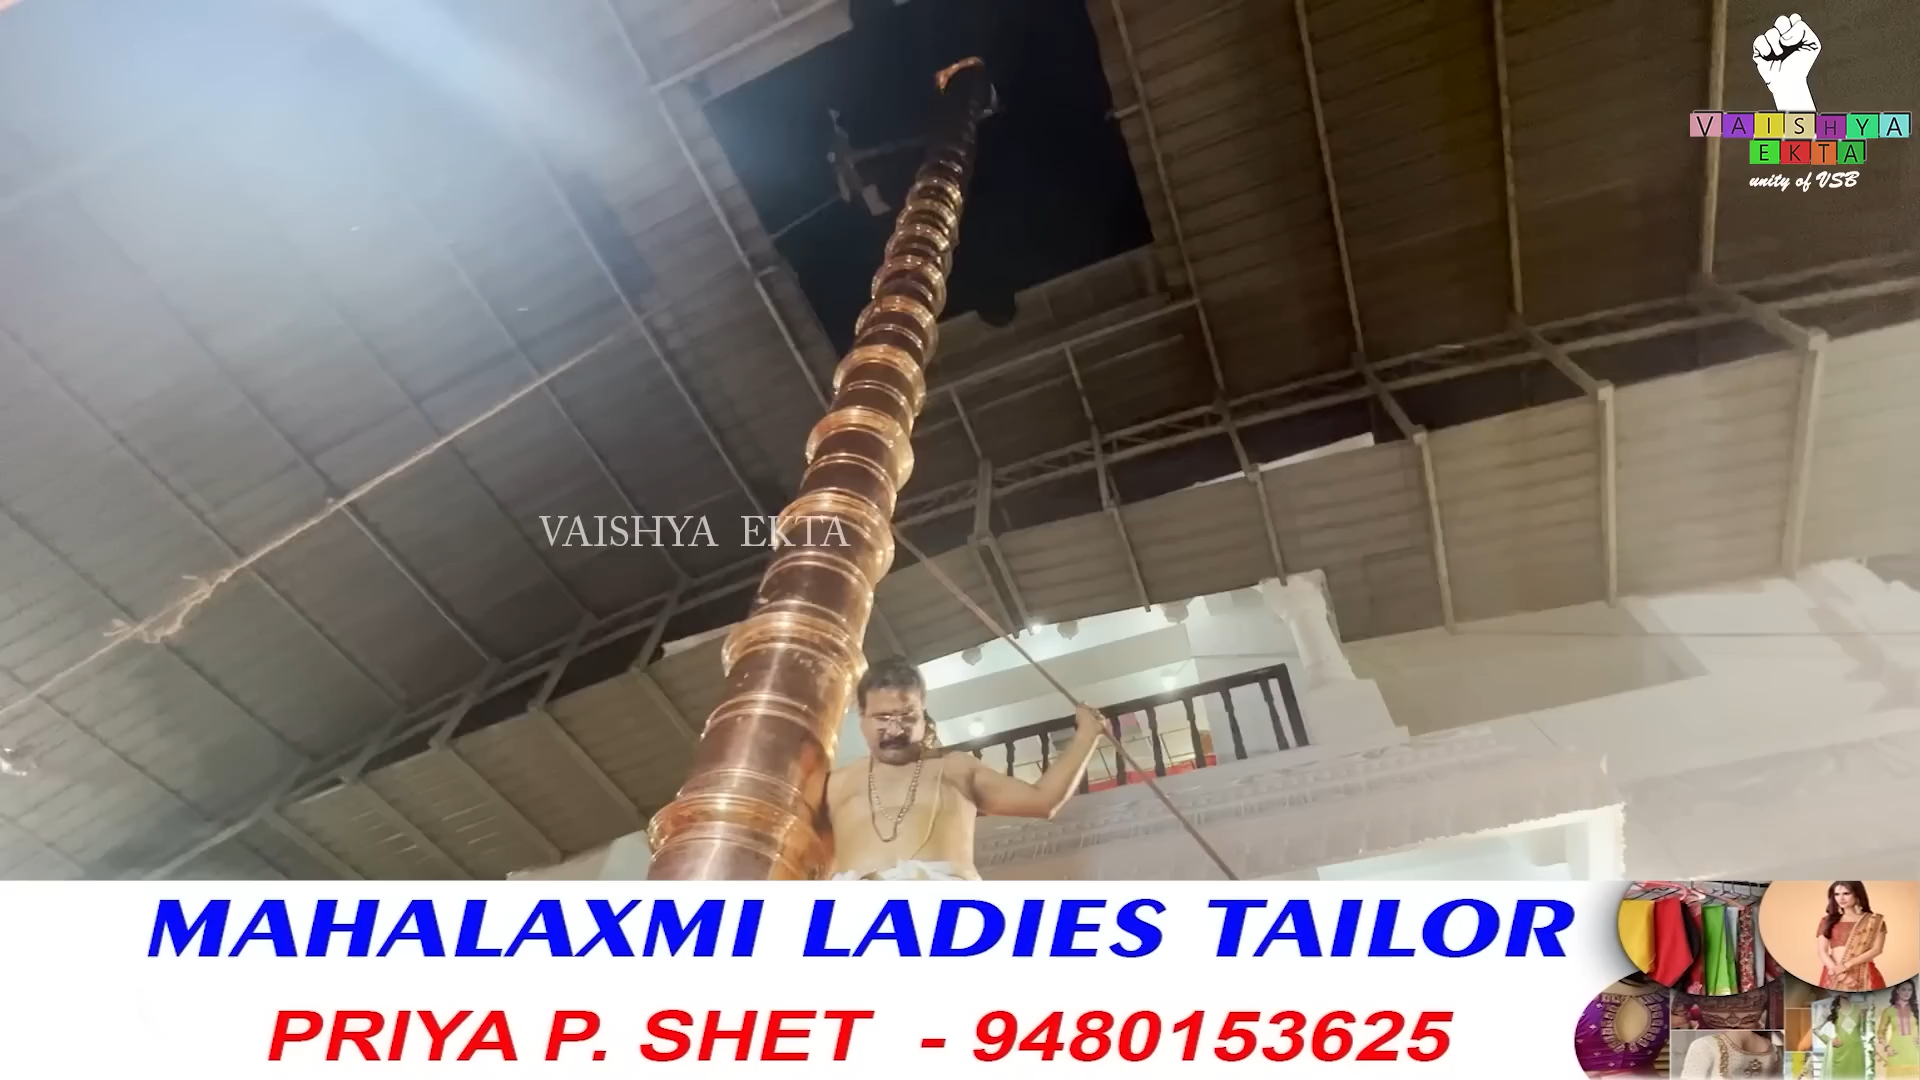 VAISHYA
EKTA
unity of VSB
VAISHYA EKTA
MAHALAXMI LADIES TAILOR
PRIYA P. SHET - 9480153625